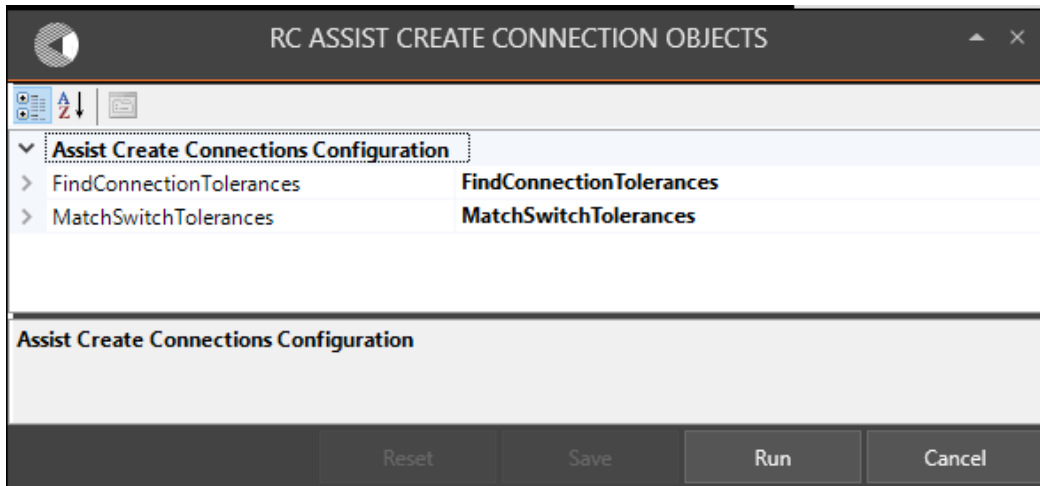 RC ASSIST CREATE CONNECTION OBJECTS
Assist Create Connections Configuration
FindConnectionTolerances FindConnectionTolerances
MatchSwitchTolerances MatchSwitchTolerances
Assist Create Connections Configuration
Reset Save Run Cancel